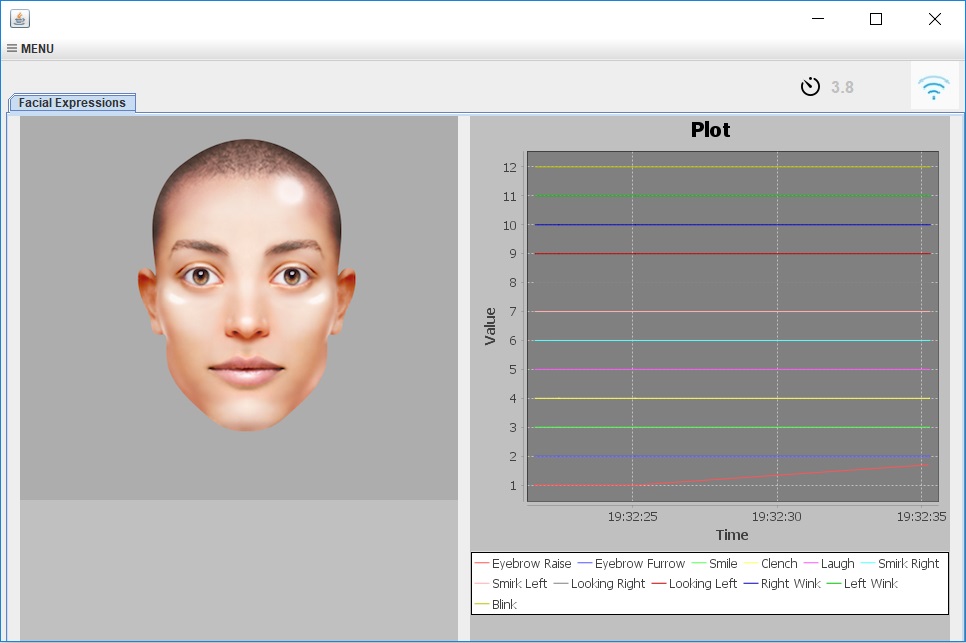 MENU
3.8
Facial Expressions
Plot
12
11
10
9
8
7
6
5
4
3
2
1
Value
19:32:25 19:32:30 19:32:35
Time
Eyebrow Raise Eyebrow Furrow Smile Clench Laugh Smirk Right
Smirk Left Looking Right Looking Left Right Wink Left Wink
Blink